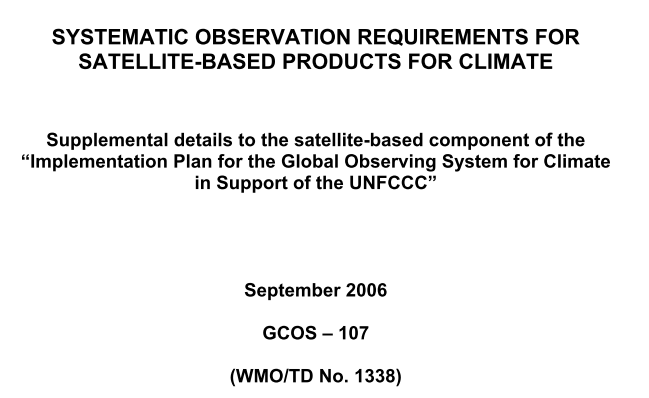 SYSTEMATIC OBSERVATION REQUIREMENTS FOR
SATELLITE-BASED PRODUCTS FOR CLIMATE
Supplemental details to the satellite-based component of the
“Implementation Plan for the Global Observing System for Climate
in Support of the UNFCCC”
September 2006
GCOS – 107
(WMO/TD No. 1338)